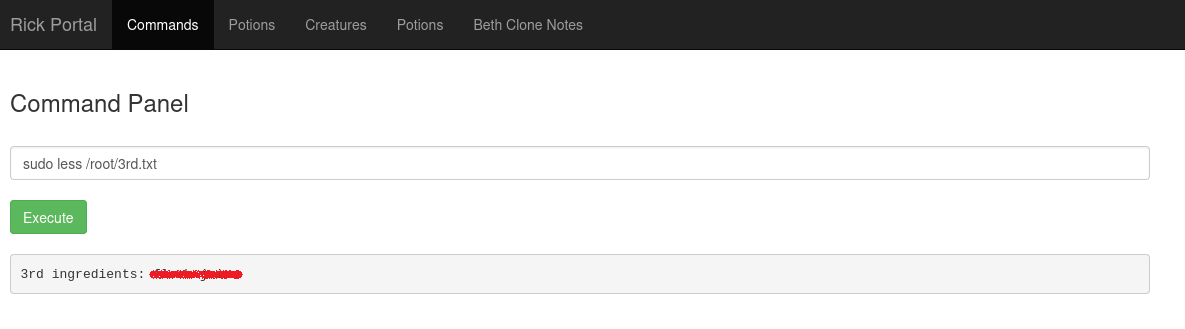 Rick Portal Commands Potions Creatures Potions Beth Clone Notes
Command Panel
sudo less /root/3rd.txt
Execute
3rd ingredients: